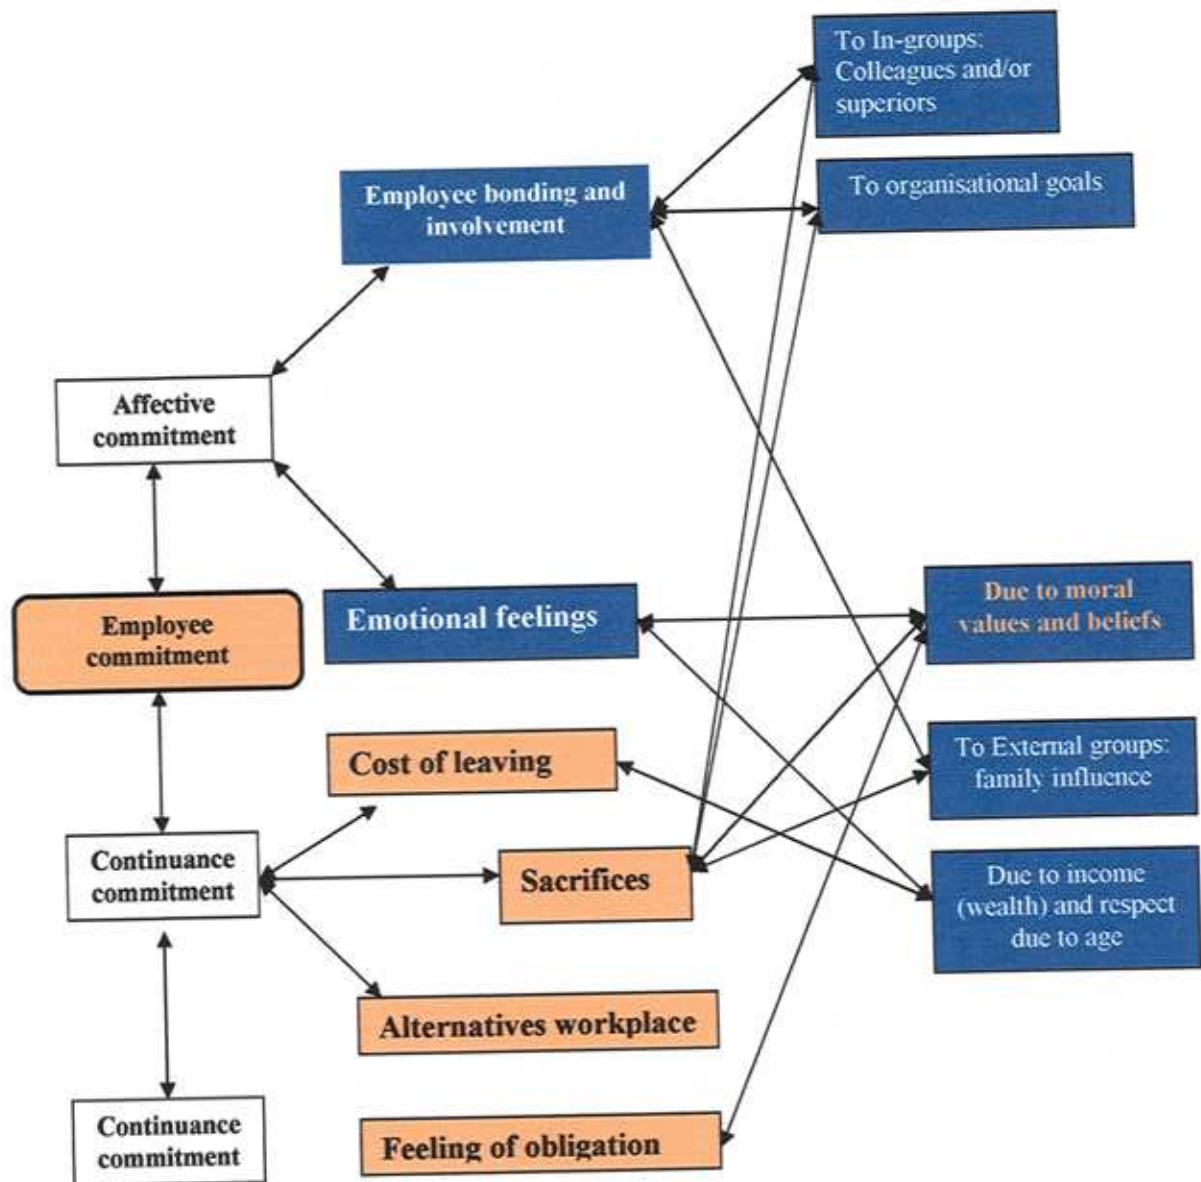 To In-groups:
Colleagues and/or
superiors
Employee bonding and
involvement
To organisational goals
Affective
commitment
Employee
commitment
Emotional feelings
Due to moral
values and beliefs
Cost of leaving
To External groups:
family influence
Continuance
commitment
Sacrifices
Due to income
(wealth) and respect
due to age
Alternatives workplace
Continuance
commitment
Feeling of obligation